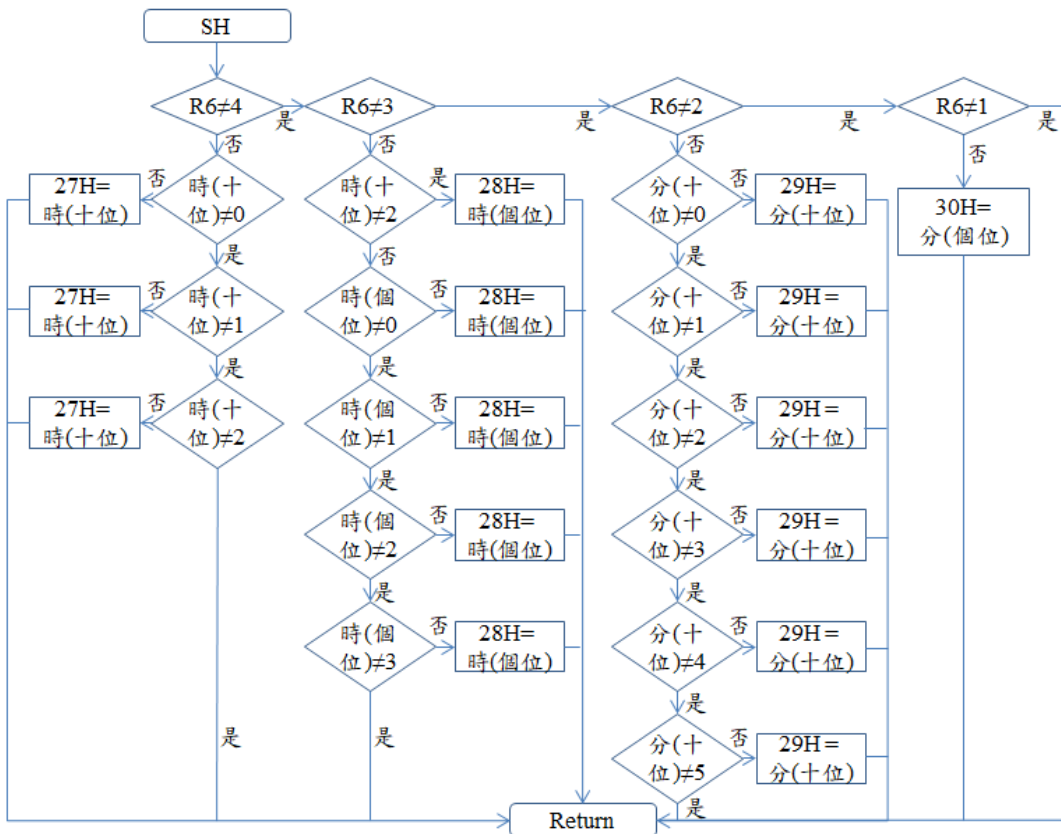 SH
R6≠4
是
R6≠3
是
R6≠2
是
R6≠1
是
否
否
否
否
27H=
時(十位)
否
時(十
位)≠0
是
時(十
位)≠2
是
28H=
時(個位)
否
分(十
位)≠0
否
29H=
分(十位)
是
30H=
分(個位)
27H=
時(十位)
否
時(十
位)≠1
是
時(個
位)≠0
否
28H=
時(個位)
是
分(十
位)≠1
否
29H=
分(十位)
是
27H=
時(十位)
否
時(十
位)≠2
時(個
位)≠1
否
28H=
時(個位)
是
分(十
位)≠2
否
29H=
分(十位)
是
時(個
位)≠2
否
28H=
時(個位)
是
分(十
位)≠3
否
29H=
分(十位)
是
時(個
位)≠3
否
28H=
時(個位)
分(十
位)≠4
否
29H=
分(十位)
是
是
是
分(十
位)≠5
否
29H=
分(十位)
是
Return